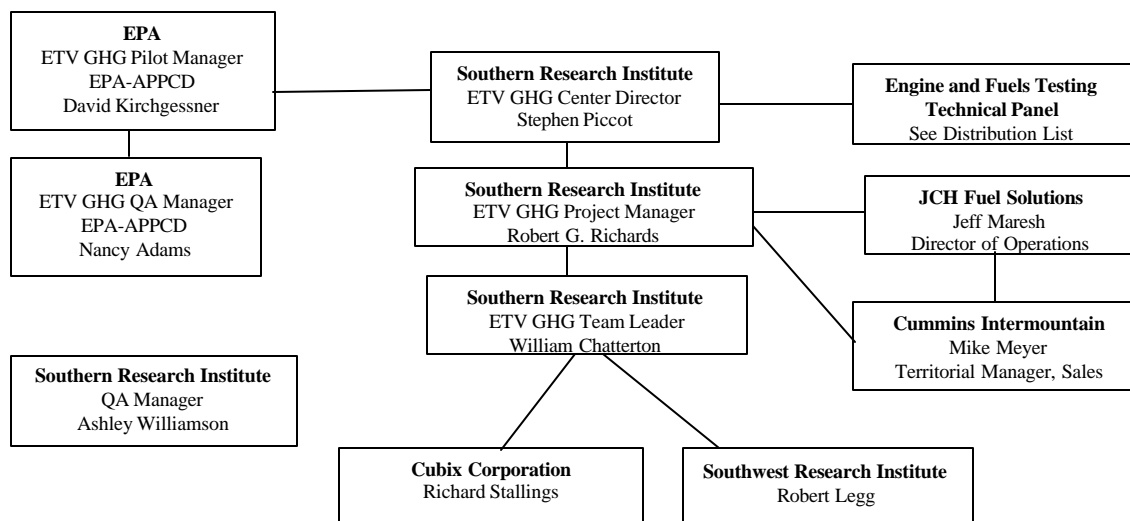 EPA
ETV GHG Pilot Manager
EPA-APPCD
David Kirchgessner
Southern Research Institute
ETV GHG Center Director
Stephen Piccot
Engine and Fuels Testing
Technical Panel
See Distribution List
EPA
ETV GHG QA Manager
EPA-APPCD
Nancy Adams
Southern Research Institute
ETV GHG Project Manager
Robert G. Richards
JCH Fuel Solutions
Jeff Maresh
Director of Operations
Southern Research Institute
ETV GHG Team Leader
William Chatterton
Cummins Intermountain
Mike Meyer
Territorial Manager, Sales
Southern Research Institute
QA Manager
Ashley Williamson
Cubix Corporation
Richard Stallings
Southwest Research Institute
Robert Legg